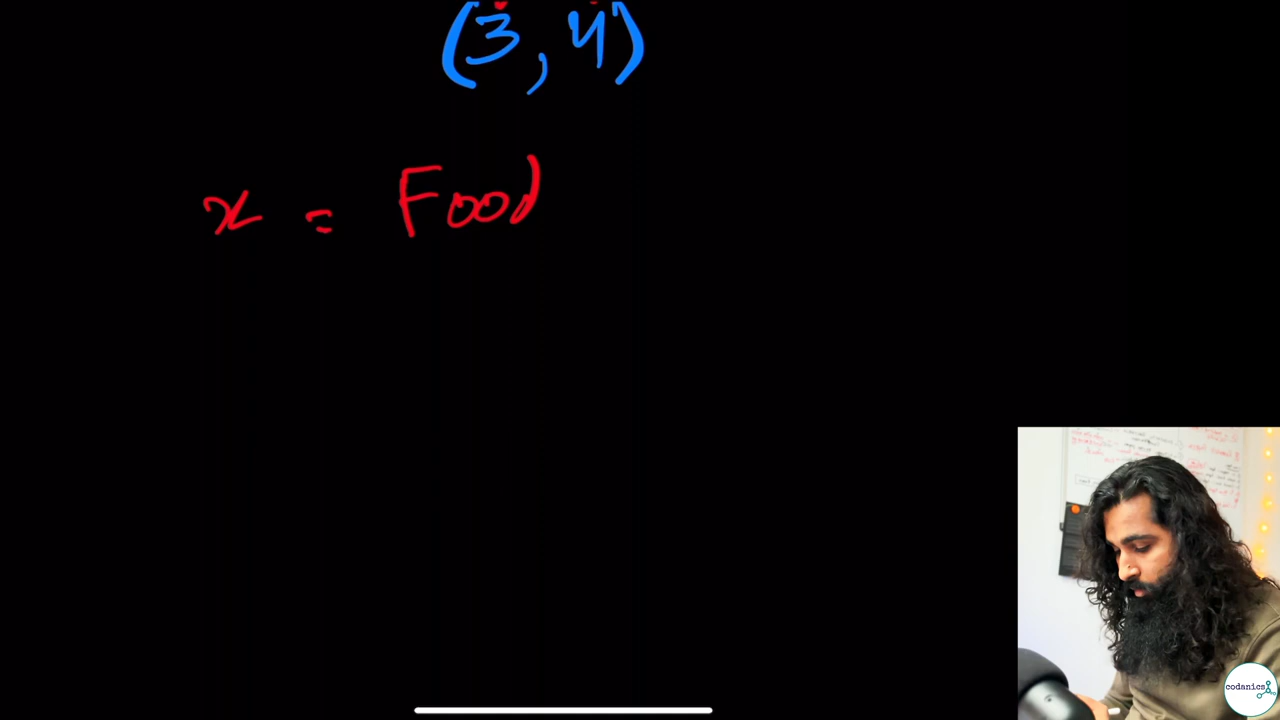 (3, 4)
x = Food
codanics